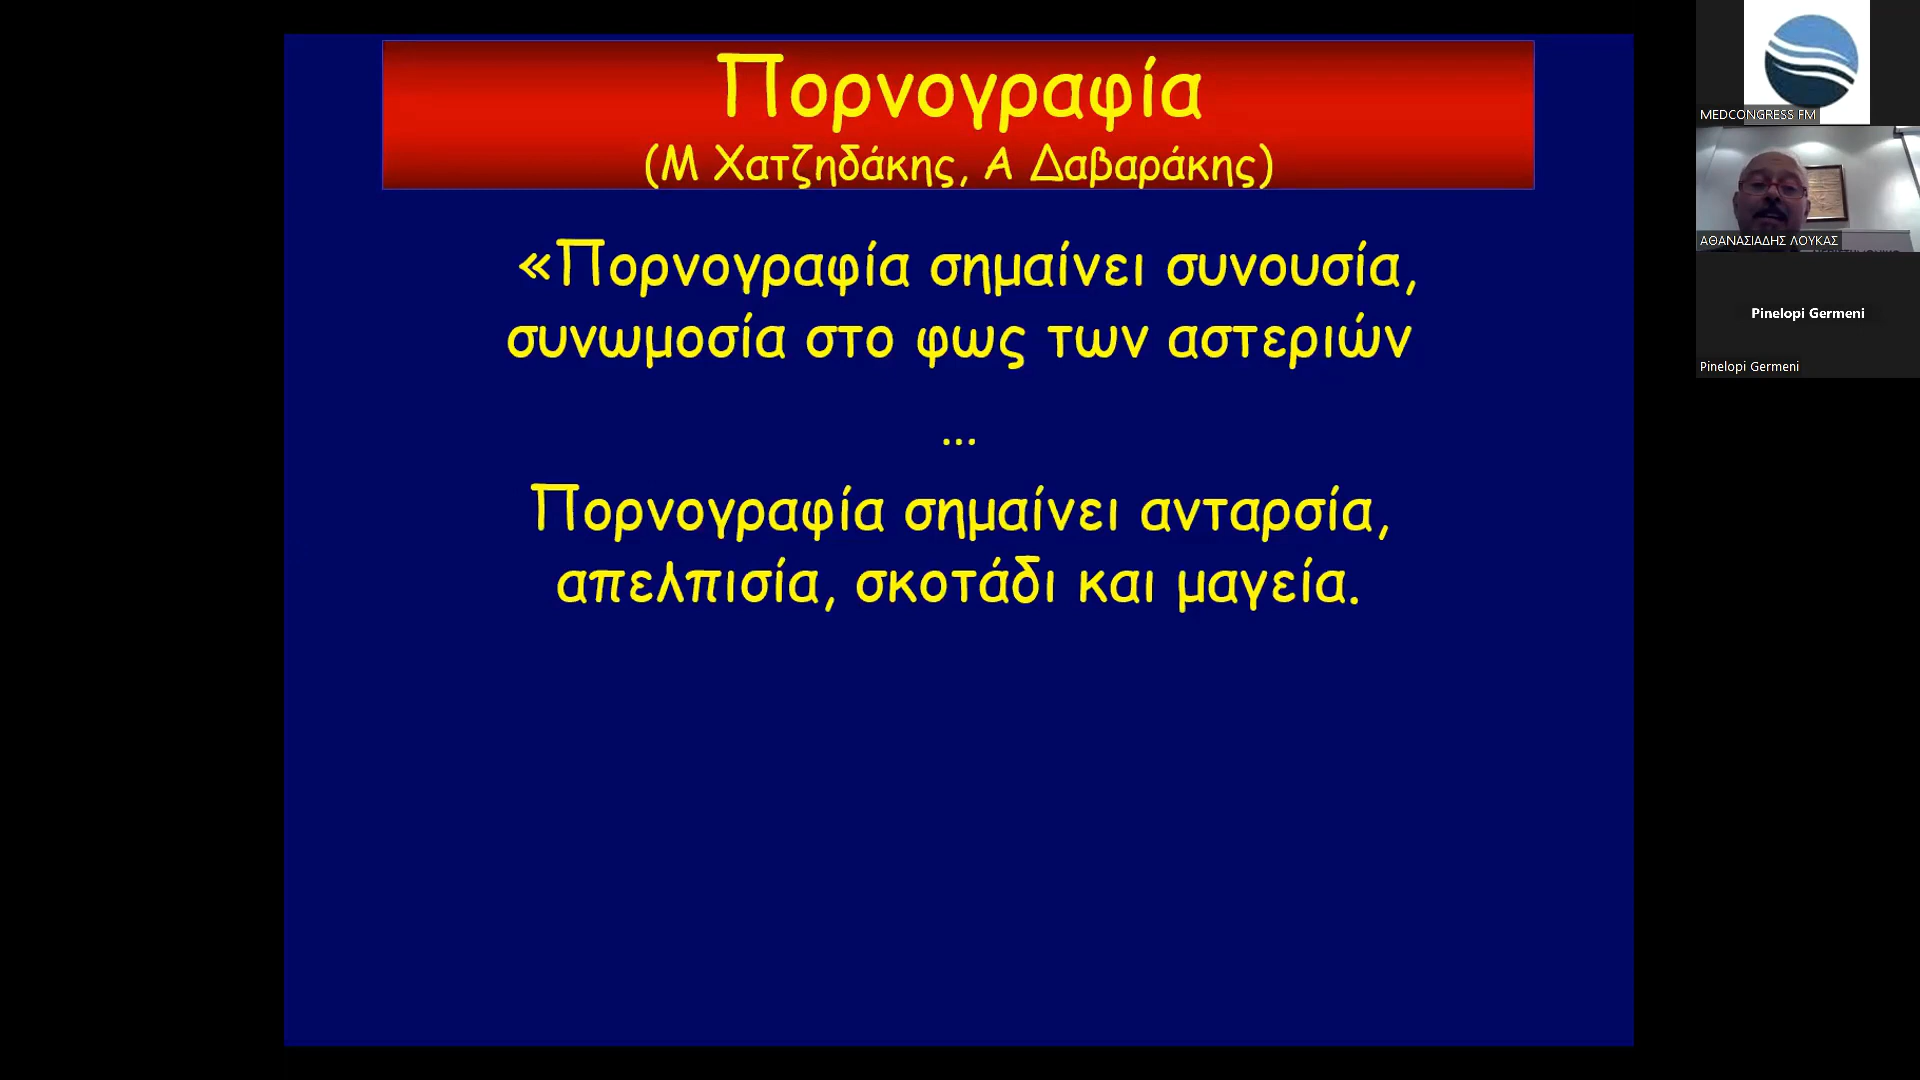 Πορνογραφία
(Μ Χατζηδάκης, Α Δαβαράκης)
«Πορνογραφία σημαίνει συνουσία,
συνωμοσία στο φως των αστεριών
...
Πορνογραφία σημαίνει ανταρσία,
απελπισία, σκοτάδι και μαγεία.
MEDCONGRESS FM
ΑΘΑΝΑΣΙΑΔΗΣ ΛΟΥΚΑΣ
Pinelopi Germeni
Pinelopi Germeni